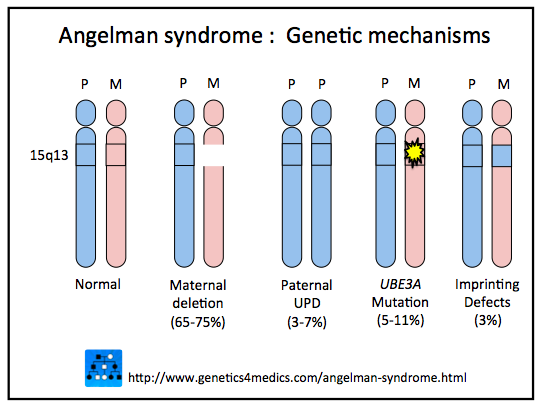 Angelman syndrome : Genetic mechanisms
P M P M P P P M P M
15q13
Normal
Maternal
deletion
(65-75%)
Paternal
UPD
(3-7%)
UBE3A
Mutation
(5-11%)
Imprinting
Defects
(3%)
http://www.genetics4medics.com/angelman-syndrome.html